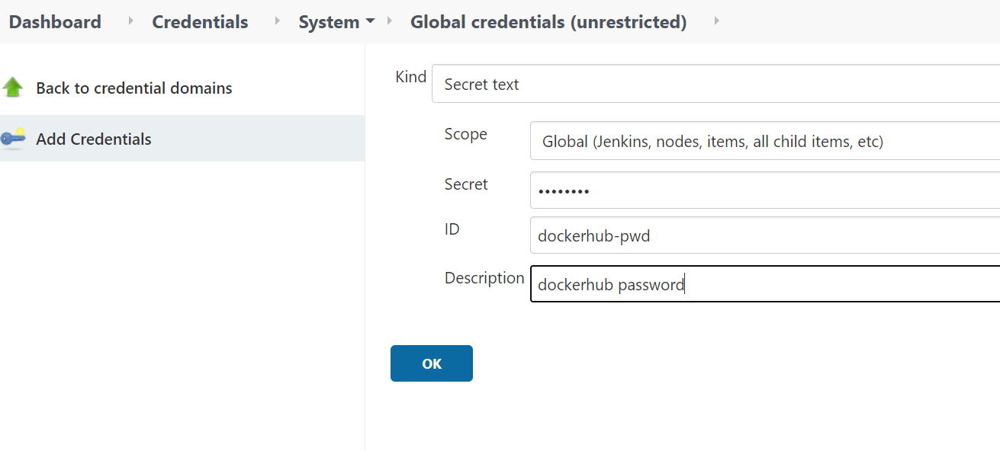 Dashboard Credentials System Global credentials (unrestricted)
Back to credential domains
Add Credentials
Kind Secret text
Scope Global (Jenkins, nodes, items, all child items, etc)
Secret ••••••••
ID dockerhub-pwd
Description dockerhub password
OK